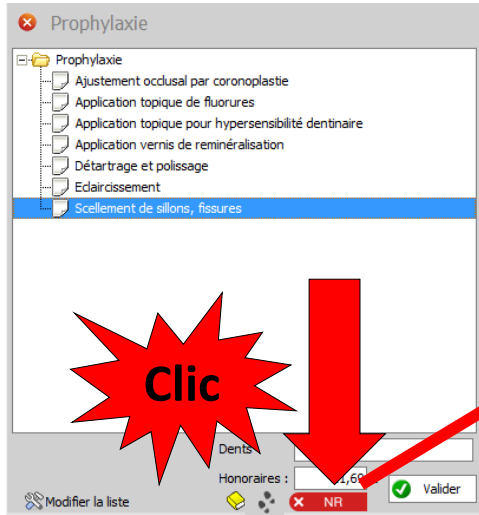 Prophylaxie
Prophylaxie
Ajustement occlusal par coronoplastie
Application topique de fluorures
Application topique pour hypersensibilité dentinaire
Application vernis de reminéralisation
Détartrage et polissage
Eclaircissement
Scellement de sillons, fissures
Clic
Dents
Honoraires :
Modifier la liste
NR
Valider